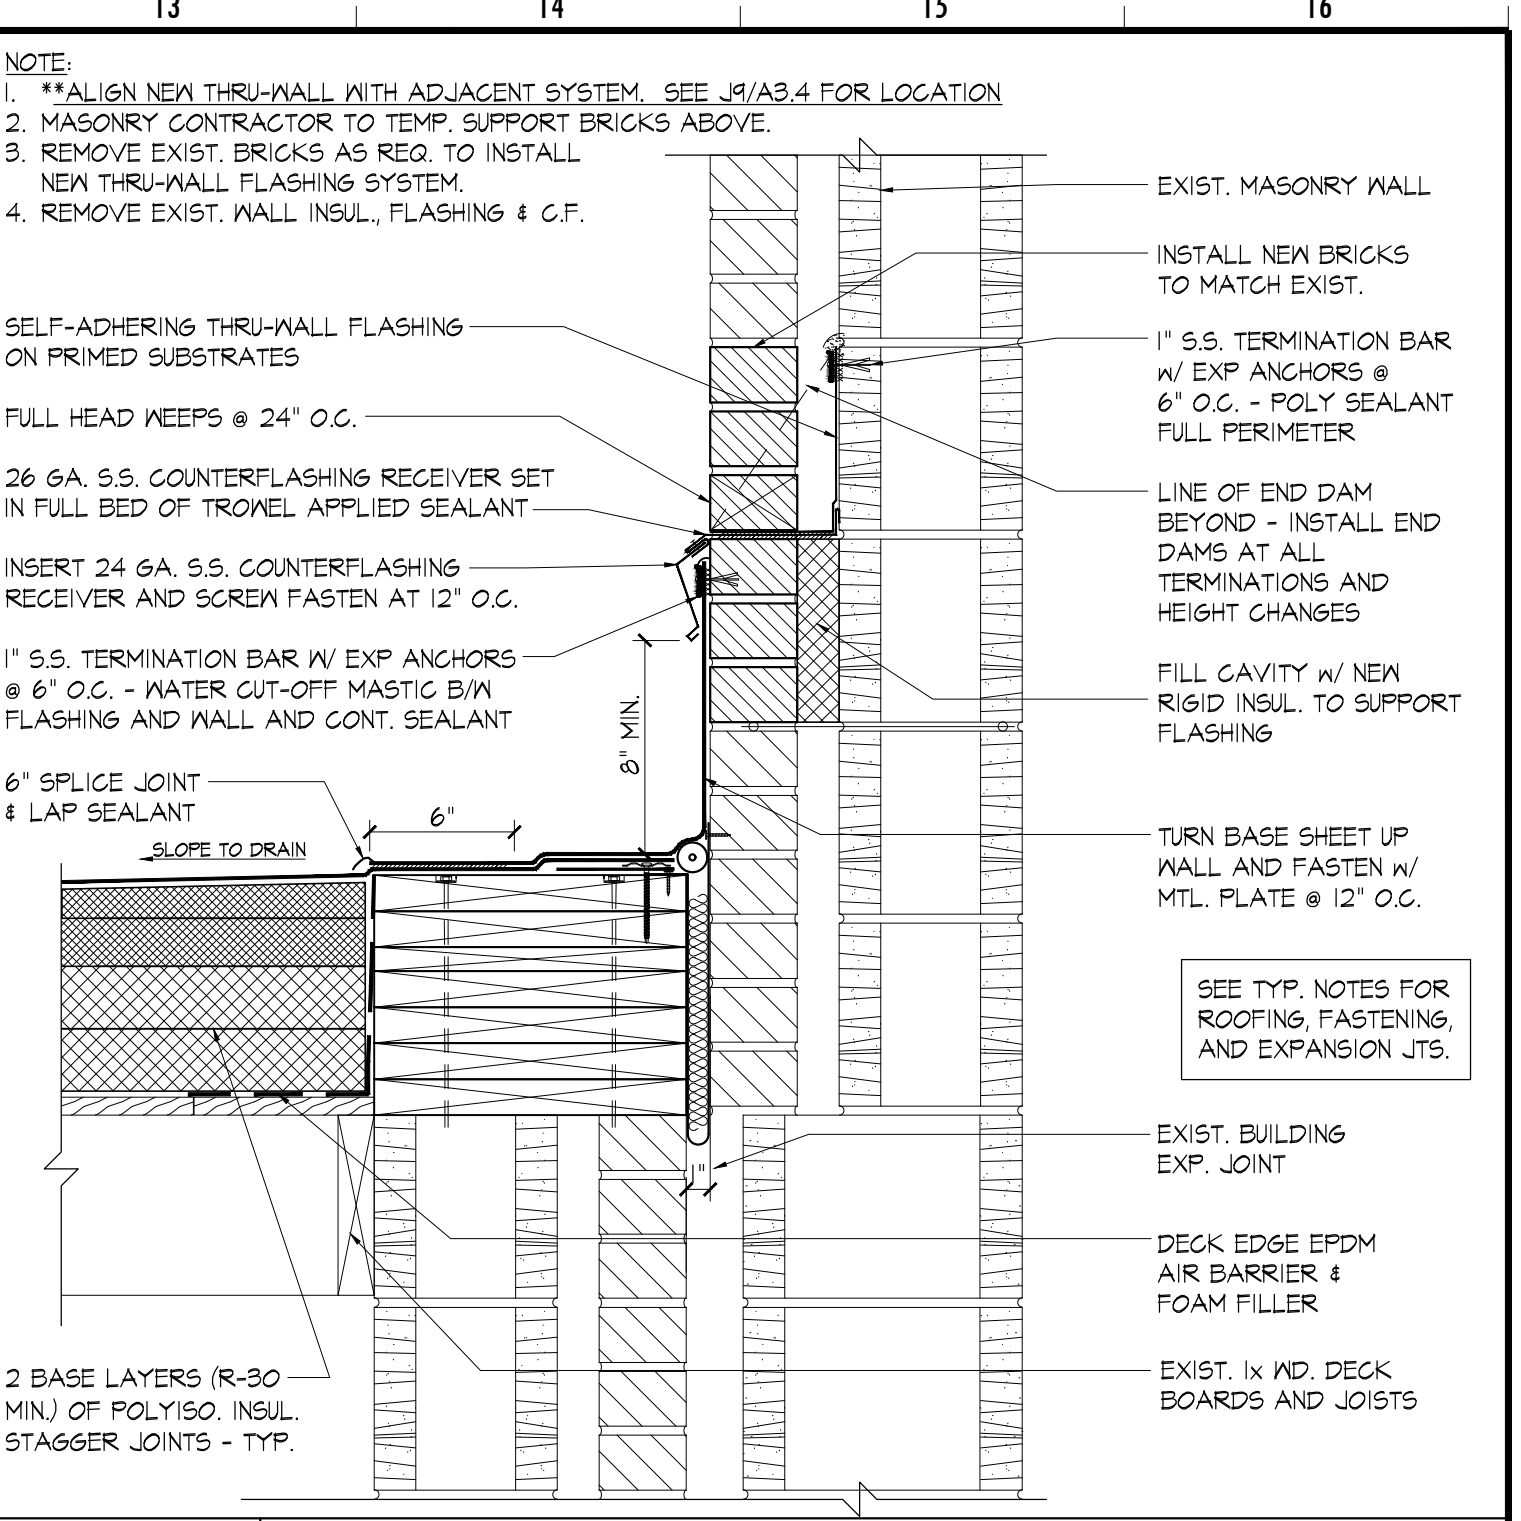 13 14 15 16
NOTE:
1. **ALIGN NEW THRU-WALL WITH ADJACENT SYSTEM. SEE J9/A3.4 FOR LOCATION
2. MASONRY CONTRACTOR TO TEMP. SUPPORT BRICKS ABOVE.
3. REMOVE EXIST. BRICKS AS REQ. TO INSTALL
NEW THRU-WALL FLASHING SYSTEM.
4. REMOVE EXIST. WALL INSUL., FLASHING & C.F.
SELF-ADHERING THRU-WALL FLASHING
ON PRIMED SUBSTRATES
FULL HEAD WEEPS @ 24" O.C.
26 GA. S.S. COUNTERFLASHING RECEIVER SET
IN FULL BED OF TROWEL APPLIED SEALANT
INSERT 24 GA. S.S. COUNTERFLASHING
RECEIVER AND SCREW FASTEN AT 12" O.C.
1" S.S. TERMINATION BAR W/ EXP ANCHORS
@ 6" O.C. - WATER CUT-OFF MASTIC B/W
FLASHING AND WALL AND CONT. SEALANT
8" MIN.
6" SPLICE JOINT
& LAP SEALANT
6"
SLOPE TO DRAIN
1"
2 BASE LAYERS (R-30
MIN.) OF POLYISO. INSUL.
STAGGER JOINTS - TYP.
EXIST. MASONRY WALL
INSTALL NEW BRICKS
TO MATCH EXIST.
1" S.S. TERMINATION BAR
w/ EXP ANCHORS @
6" O.C. - POLY SEALANT
FULL PERIMETER
LINE OF END DAM
BEYOND - INSTALL END
DAMS AT ALL
TERMINATIONS AND
HEIGHT CHANGES
FILL CAVITY w/ NEW
RIGID INSUL. TO SUPPORT
FLASHING
TURN BASE SHEET UP
WALL AND FASTEN w/
MTL. PLATE @ 12" O.C.
SEE TYP. NOTES FOR
ROOFING, FASTENING,
AND EXPANSION JTS.
EXIST. BUILDING
EXP. JOINT
DECK EDGE EPDM
AIR BARRIER &
FOAM FILLER
EXIST. 1x WD. DECK
BOARDS AND JOISTS